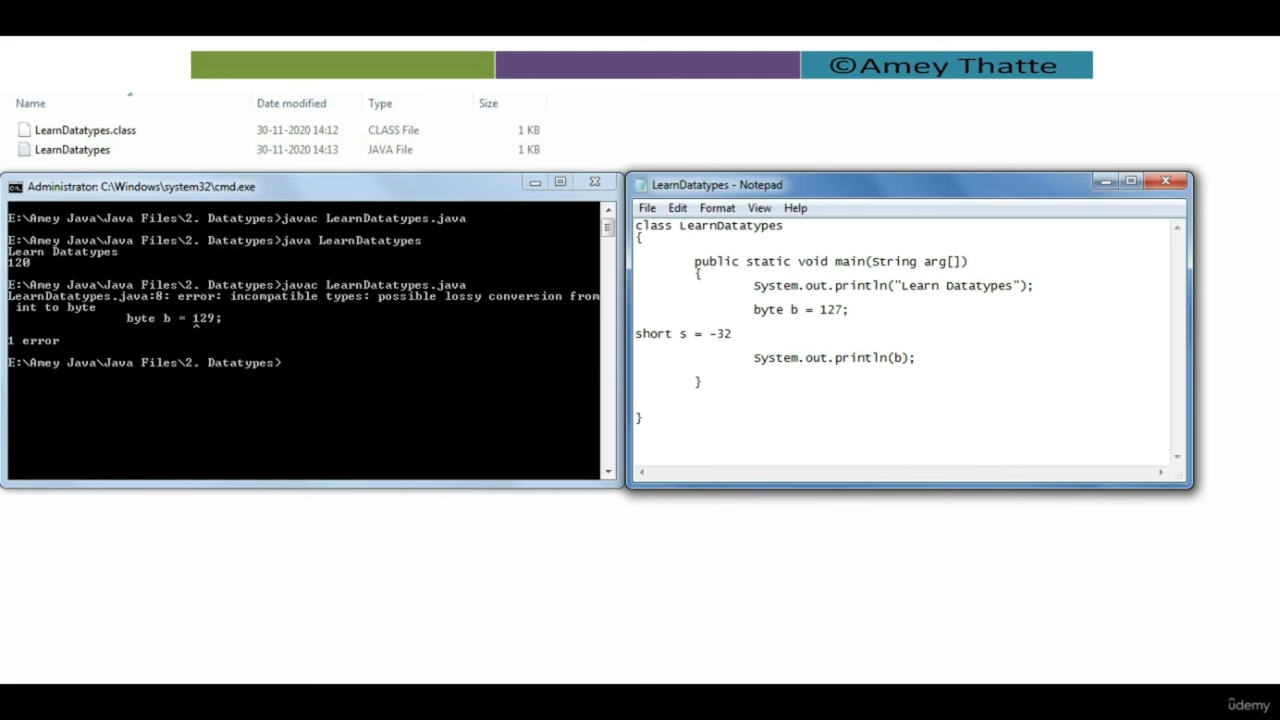 ©Amey Thatte
Name Date modified Type Size
LearnDatatypes.class 30-11-2020 14:12 CLASS File 1 KB
LearnDatatypes 30-11-2020 14:13 JAVA File 1 KB
Administrator: C:\Windows\system32\cmd.exe
E:\Amey Java\Java Files\2. Datatypes>javac LearnDatatypes.java
E:\Amey Java\Java Files\2. Datatypes>java LearnDatatypes
Learn Datatypes
120
E:\Amey Java\Java Files\2. Datatypes>javac LearnDatatypes.java
LearnDatatypes.java:8: error: incompatible types: possible lossy conversion from
int to byte
byte b = 129;
^
1 error
E:\Amey Java\Java Files\2. Datatypes>
LearnDatatypes - Notepad
File Edit Format View Help
class LearnDatatypes
{
public static void main(String arg[])
{
System.out.println("Learn Datatypes");
byte b = 127;
short s = -32
System.out.println(b);
}
}
ûdemy